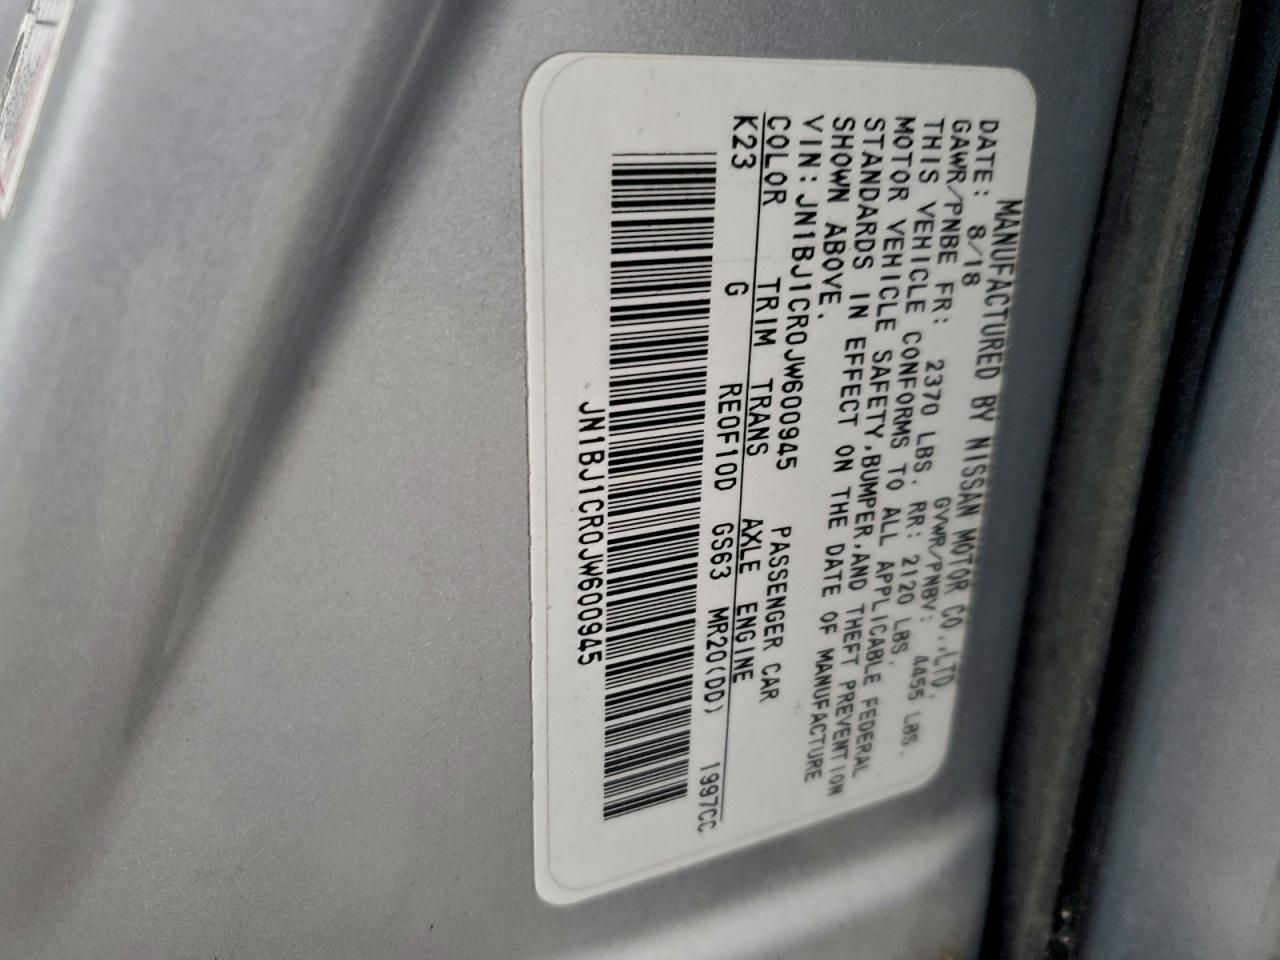 MANUFACTURED BY NISSAN MOTOR CO.,LTD.
DATE: 8/18 GVWR/PNBV: 4455 LBS.
GAWR/PNBE FR: 2370 LBS. RR: 2120 LBS.
THIS VEHICLE CONFORMS TO ALL APPLICABLE FEDERAL
MOTOR VEHICLE SAFETY,BUMPER,AND THEFT PREVENTION
STANDARDS IN EFFECT ON THE DATE OF MANUFACTURE
SHOWN ABOVE.
VIN: JN1BJ1CR0JW600945 PASSENGER CAR
COLOR TRIM TRANS AXLE ENGINE
K23 G RE0F10D GS63 MR20(DD) 1997CC
JN1BJ1CR0JW600945